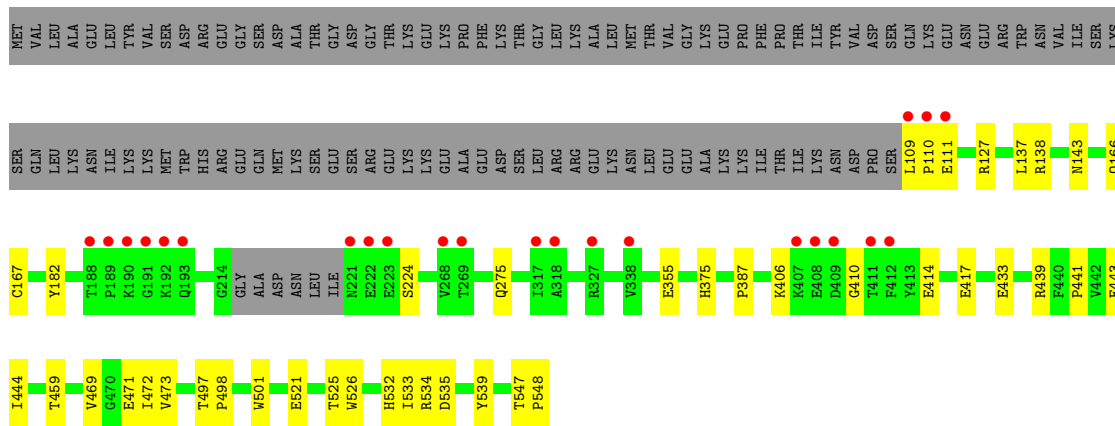 MET VAL LEU ALA GLU LEU TYR VAL SER ASP ARG GLU GLY SER ASP ALA THR GLY ASP GLY THR LYS GLU LYS PRO PHE LYS THR GLY LEU LYS ALA LEU MET THR VAL GLY LYS GLU PRO PHE PRO THR ILE TYR VAL ASP SER GLN LYS GLU ASN GLU ARG TRP ASN VAL ILE SER LYS
SER GLN LEU LYS ASN ILE LYS LYS MET TRP HIS ARG GLU GLN MET LYS SER GLU SER ARG GLU LYS LYS GLU ALA GLU ASP SER LEU ARG ARG GLU LYS ASN LEU GLU GLU ALA LYS LYS ILE THR ILE LYS ASN ASP PRO SER L109 P110 E111 R127 L137 R138 N143 Q166
C167 Y182 T188 P189 K190 G191 K192 Q193 G214 GLY ALA ASP ASN LEU ILE N221 E222 E223 S224 V268 T269 Q275 I317 A318 R327 V338 E355 H375 P387 K406 K407 E408 D409 G410 T411 F412 Y413 E414 E417 E433 R439 F440 P441 V442 E443
I444 T459 V469 G470 E471 I472 V473 T497 P498 W501 E521 T525 W526 H532 I533 R534 D535 Y539 T547 P548